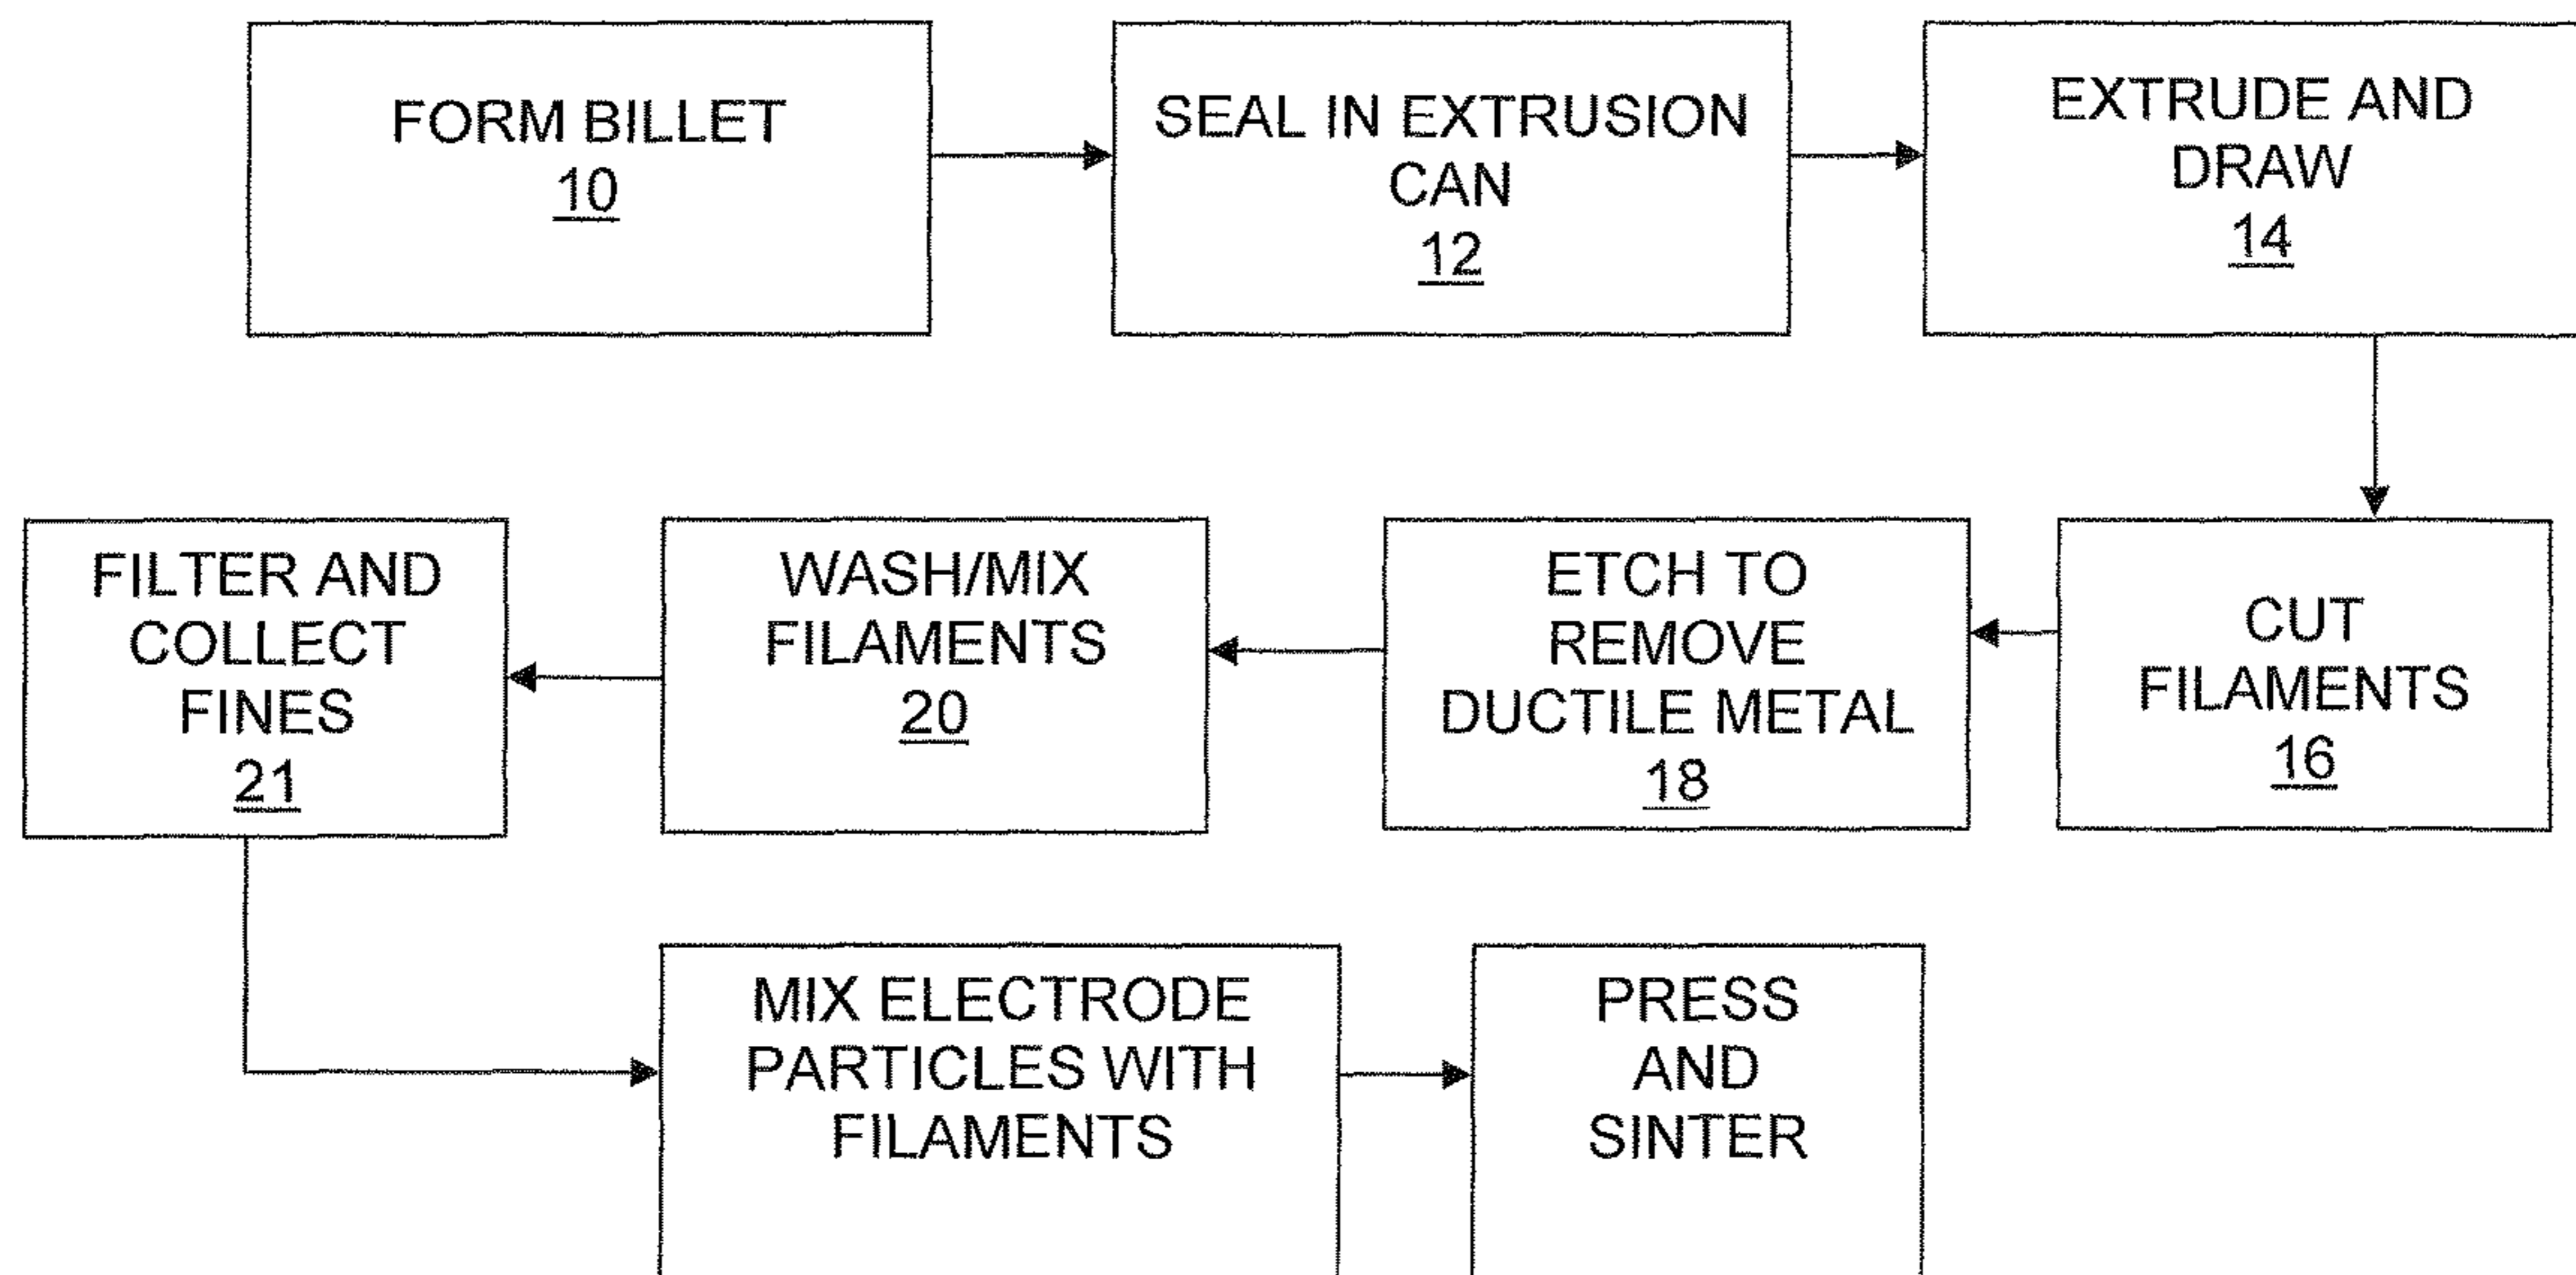 FORM BILLET
10
SEAL IN EXTRUSION
CAN
12
EXTRUDE AND
DRAW
14
CUT
FILAMENTS
16
ETCH TO
REMOVE
DUCTILE METAL
18
WASH/MIX
FILAMENTS
20
FILTER AND
COLLECT
FINES
21
MIX ELECTRODE
PARTICLES WITH
FILAMENTS
PRESS
AND
SINTER